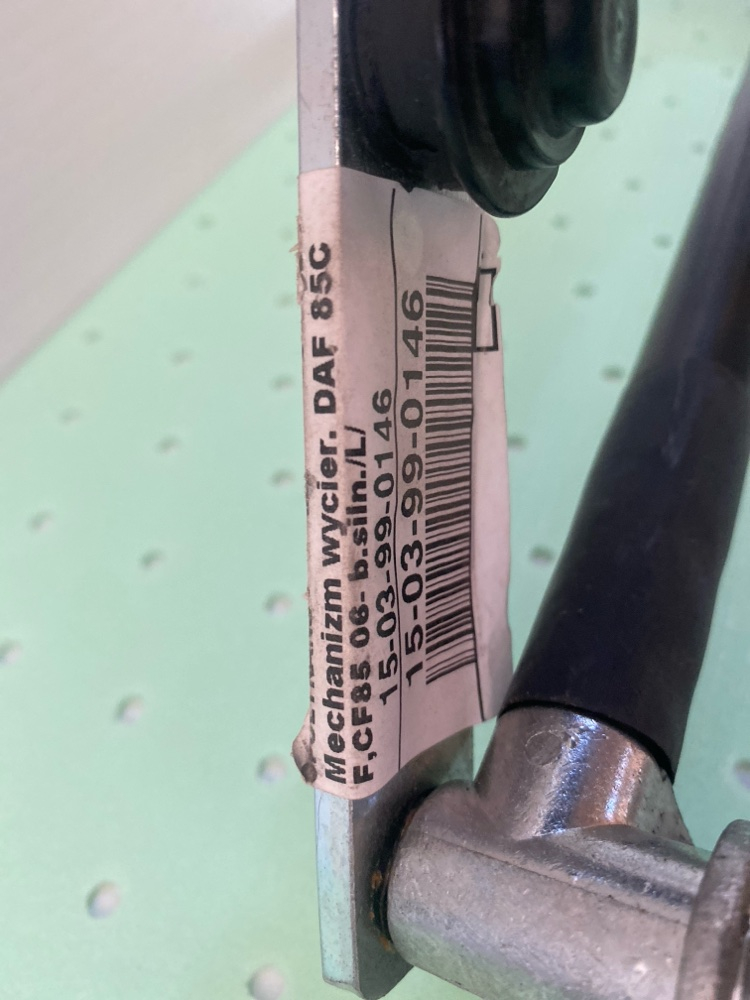 Mechanizm wycier. DAF 85C
F,CF85 06- b.siln./L/
15-03-99-0146
15-03-99-0146